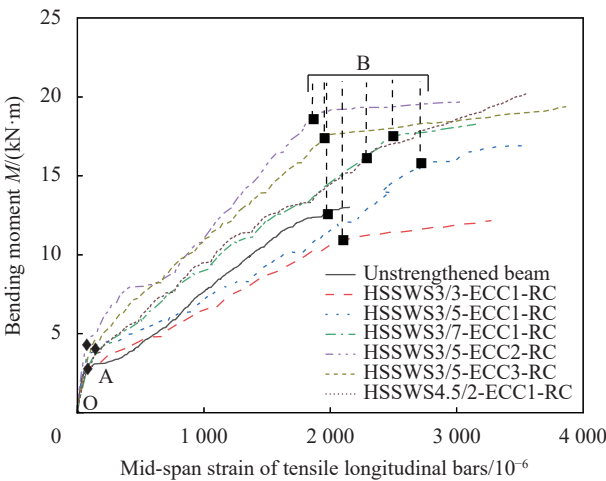 25
20
15
10
5
0
Bending moment M/(kN·m)
B
A
O
Unstrengthened beam
HSSWS3/3-ECC1-RC
HSSWS3/5-ECC1-RC
HSSWS3/7-ECC1-RC
HSSWS3/5-ECC2-RC
HSSWS3/5-ECC3-RC
HSSWS4.5/2-ECC1-RC
1 000
2 000
3 000
4 000
Mid-span strain of tensile longitudinal bars/10⁻⁶